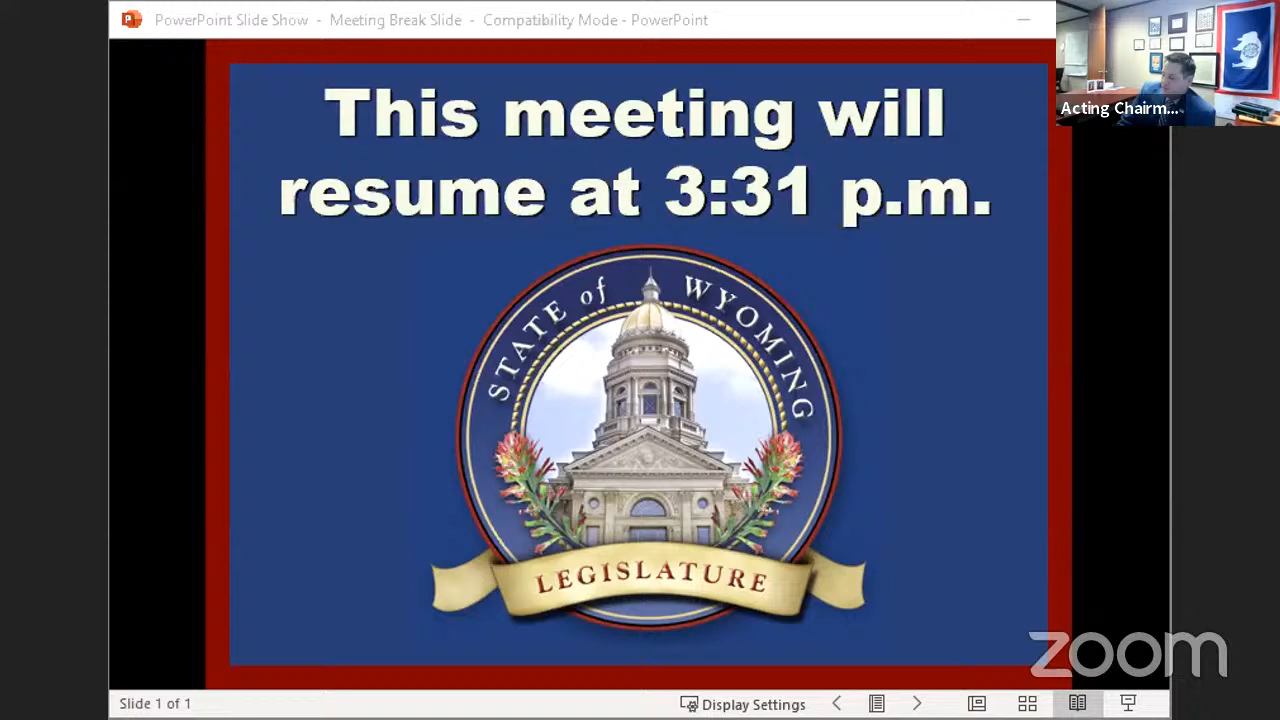 PowerPoint Slide Show - Meeting Break Slide - Compatibility Mode - PowerPoint
Acting Chairm...
This meeting will
resume at 3:31 p.m.
STATE of WYOMING
LEGISLATURE
zoom
Slide 1 of 1
Display Settings